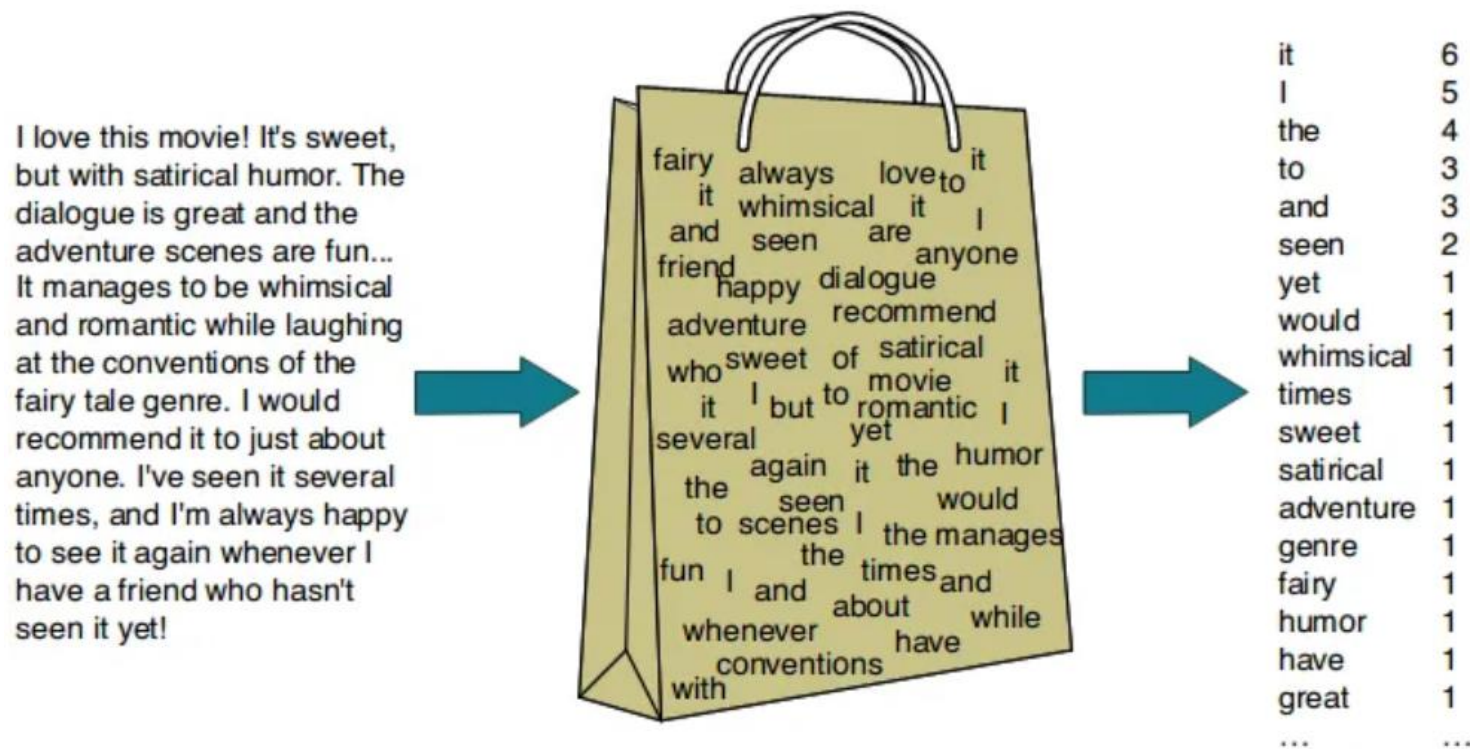 I love this movie! It's sweet,
but with satirical humor. The
dialogue is great and the
adventure scenes are fun...
It manages to be whimsical
and romantic while laughing
at the conventions of the
fairy tale genre. I would
recommend it to just about
anyone. I've seen it several
times, and I'm always happy
to see it again whenever I
have a friend who hasn't
seen it yet!
fairy always love to it
it whimsical it I
and seen are anyone
friend happy dialogue
adventure recommend
who sweet of satirical it
it I but to movie romantic I
several yet
again it the humor
the seen would
to scenes I the manages
fun I and the times and
about while
whenever have
conventions
with
it 6
I 5
the 4
to 3
and 3
seen 2
yet 1
would 1
whimsical 1
times 1
sweet 1
satirical 1
adventure 1
genre 1
fairy 1
humor 1
have 1
great 1
... ...